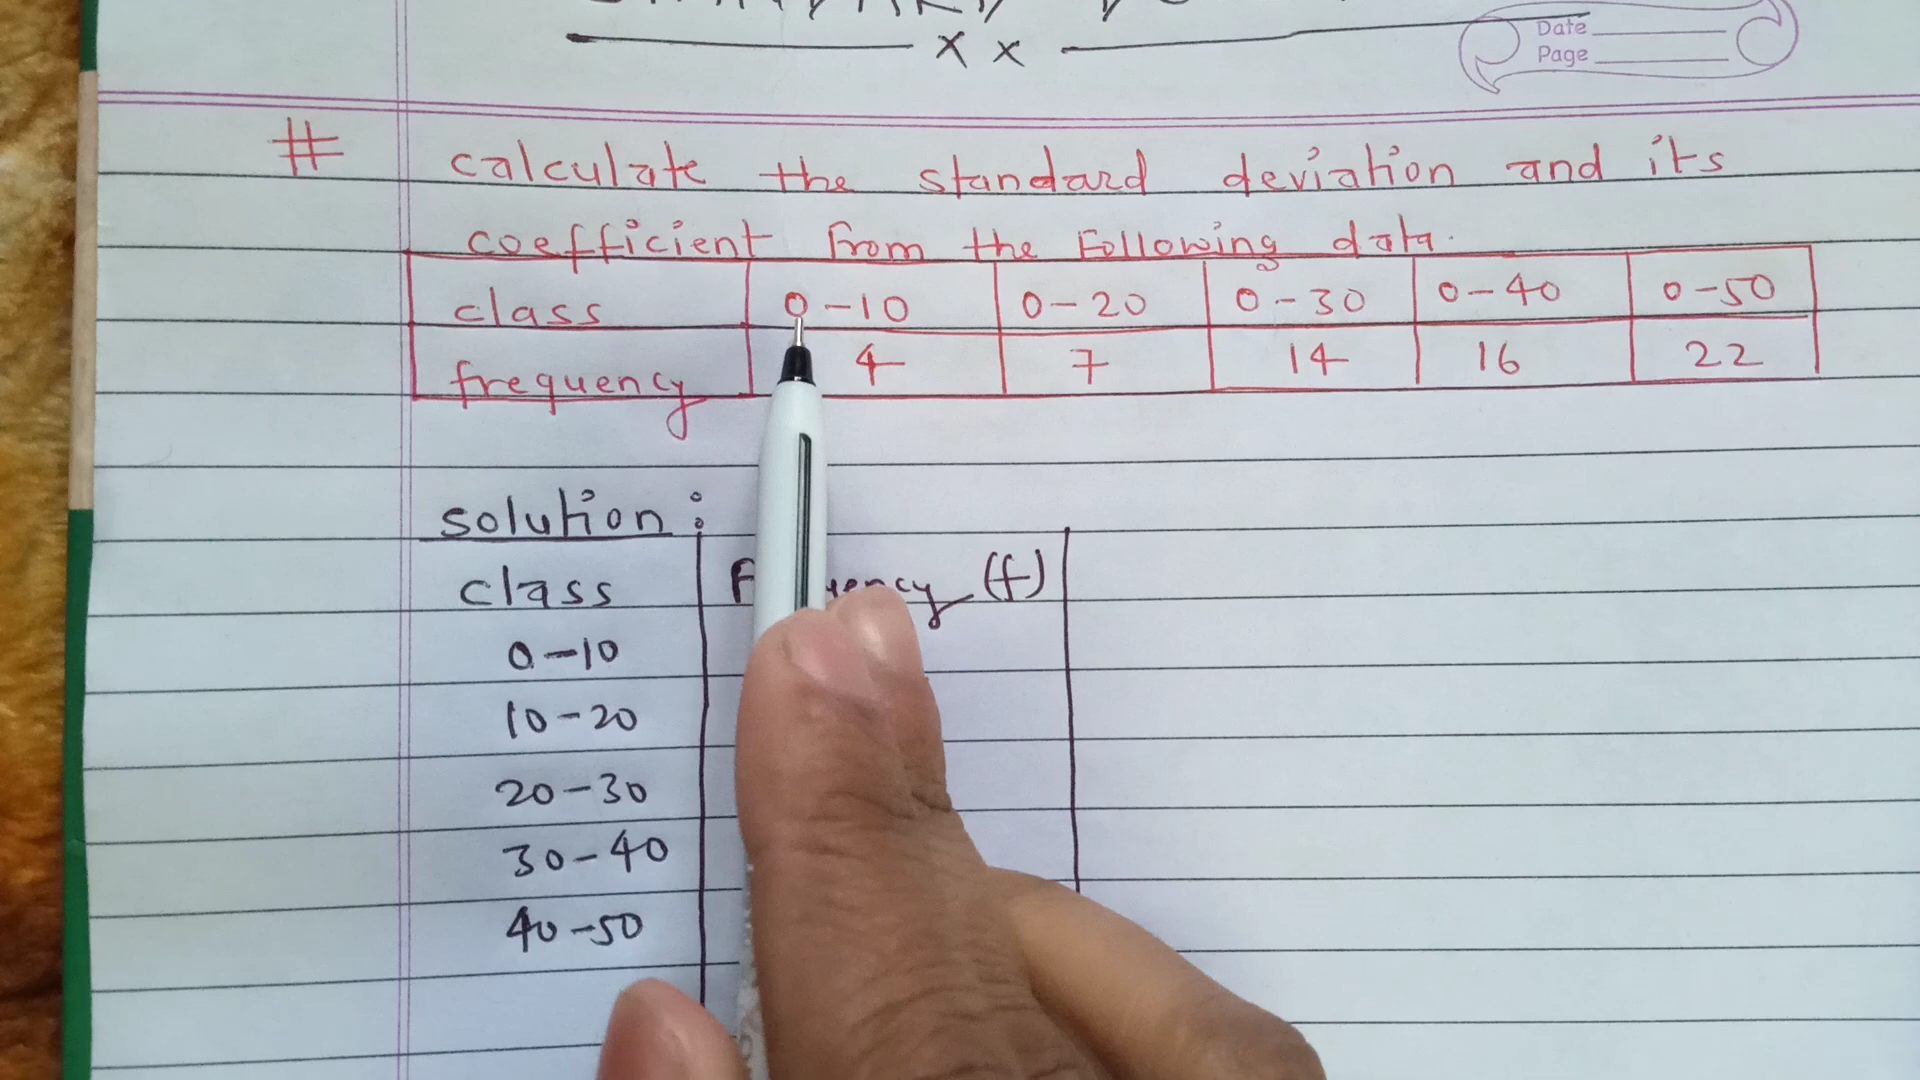 x x
Date
Page
# calculate the standard deviation and its
coefficient from the following data.
class 0-10 0-20 0-30 0-40 0-50
frequency 4 7 14 16 22
solution:
class (f)
0-10
10-20
20-30
30-40
40-50